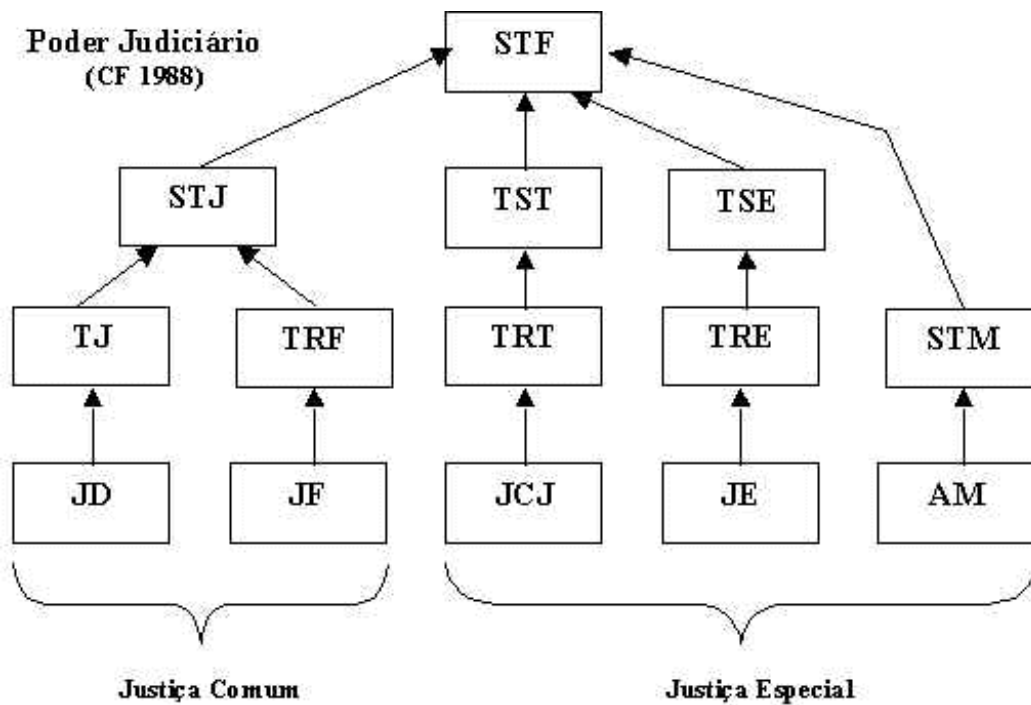 Poder Judiciário
(CF 1988)
STF
STJ
TST
TSE
TJ
TRF
TRT
TRE
STM
JD
JF
JCJ
JE
AM
Justiça Comum
Justiça Especial